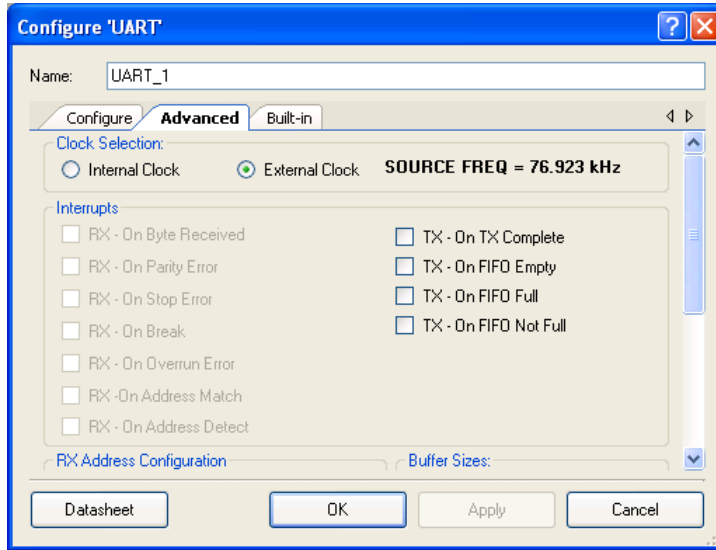 Configure 'UART'
Name: UART_1
Configure Advanced Built-in
Clock Selection:
Internal Clock External Clock SOURCE FREQ = 76.923 kHz
Interrupts
RX - On Byte Received TX - On TX Complete
RX - On Parity Error TX - On FIFO Empty
RX - On Stop Error TX - On FIFO Full
RX - On Break TX - On FIFO Not Full
RX - On Overrun Error
RX -On Address Match
RX - On Address Detect
RX Address Configuration Buffer Sizes:
Datasheet OK Apply Cancel